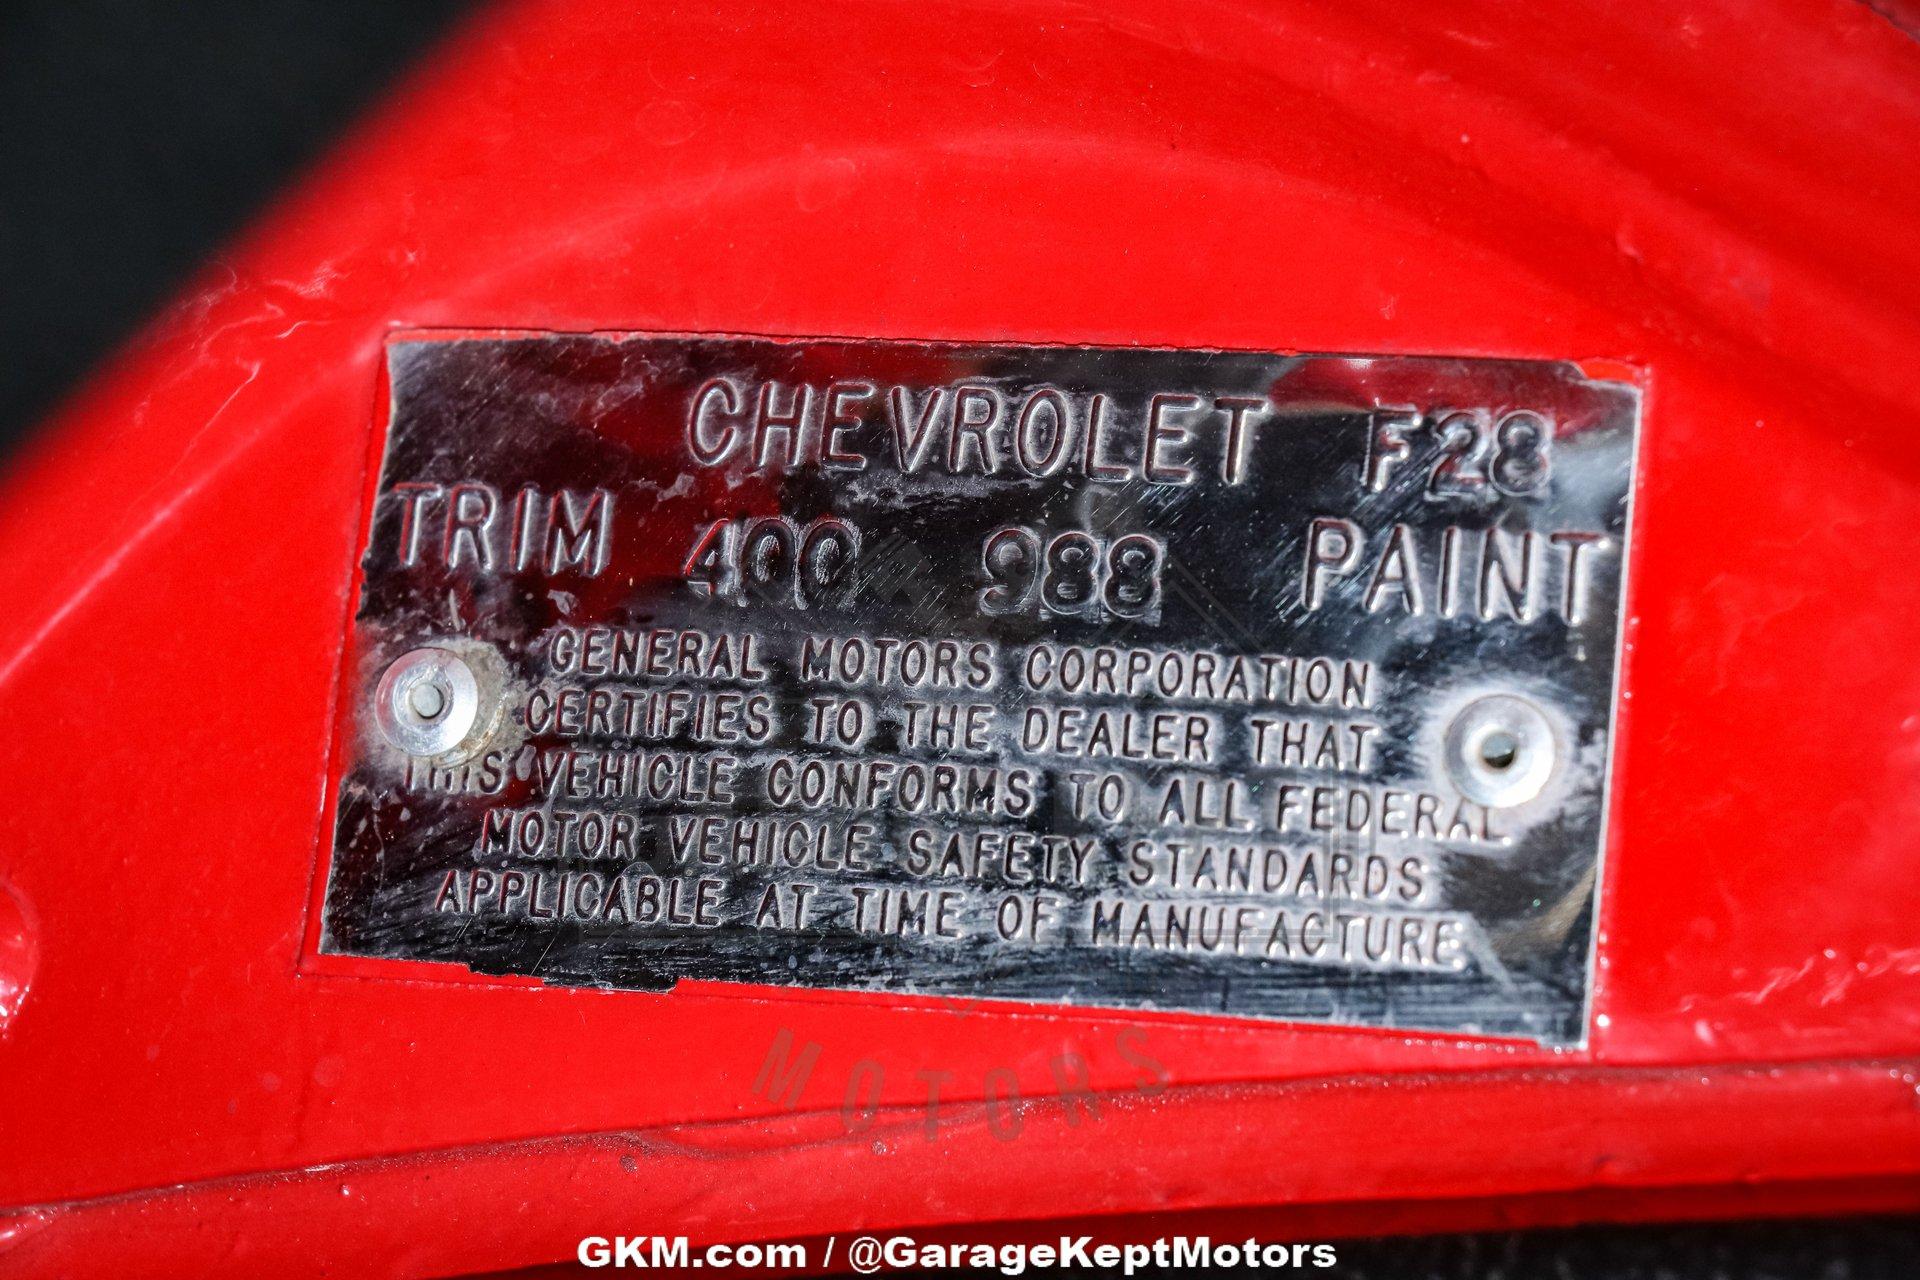 CHEVROLET F28
TRIM 400 988 PAINT
GENERAL MOTORS CORPORATION
CERTIFIES TO THE DEALER THAT
THIS VEHICLE CONFORMS TO ALL FEDERAL
MOTOR VEHICLE SAFETY STANDARDS
APPLICABLE AT TIME OF MANUFACTURE
MOTORS
GKM.com / @GarageKeptMotors